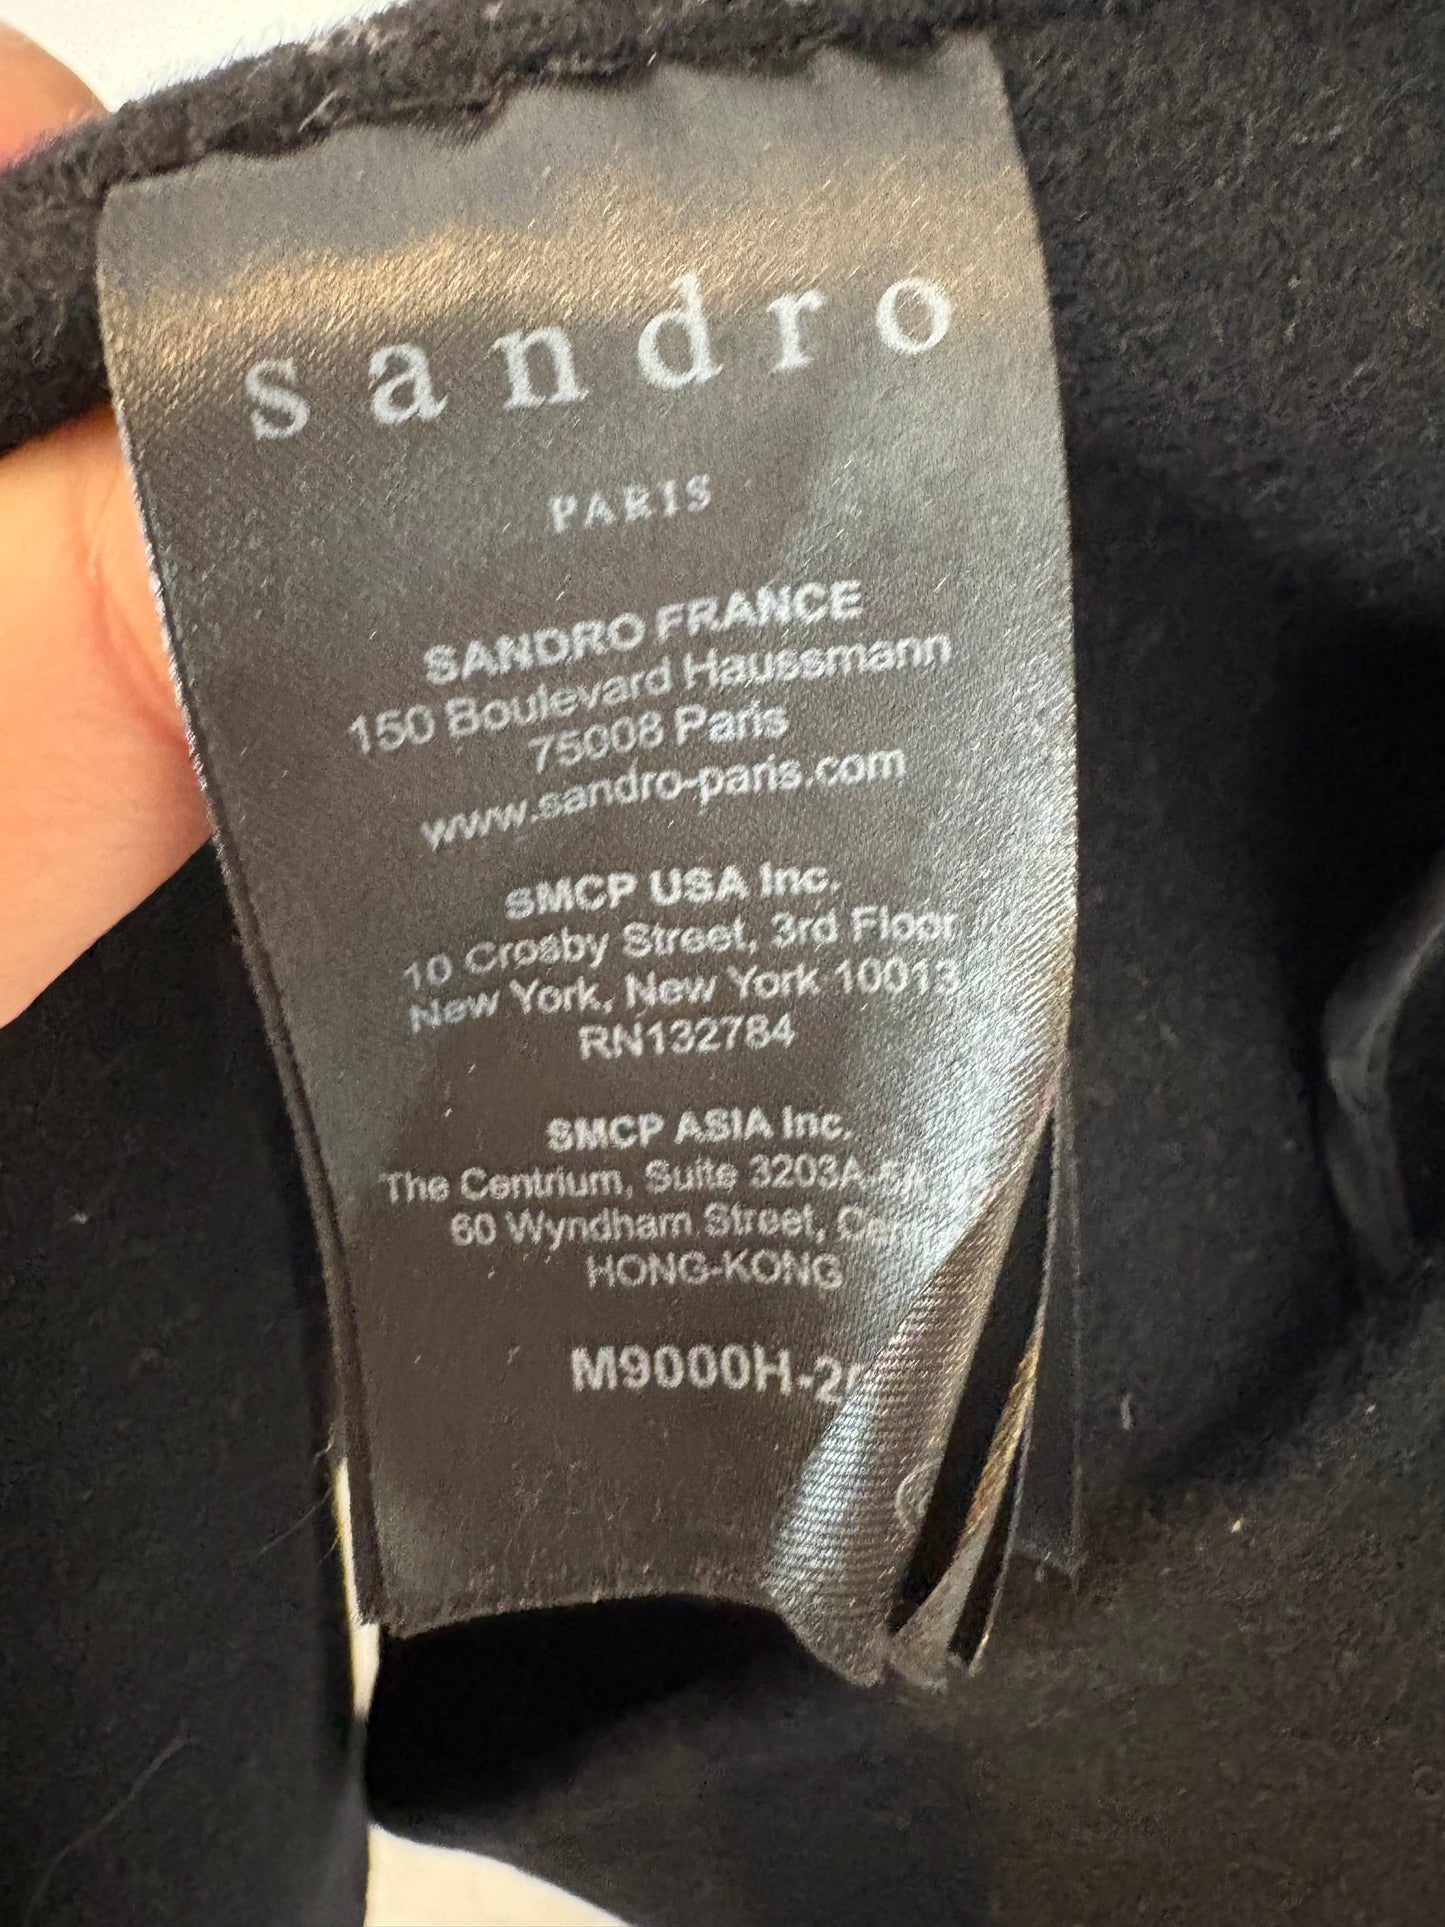 sandro
PARIS
SANDRO FRANCE
150 Boulevard Haussmann
75008 Paris
www.sandro-paris.com
SMCP USA Inc.
10 Crosby Street, 3rd Floor
New York, New York 10013
RN132784
SMCP ASIA Inc.
The Centrium, Suite
60 Wyndham Street,
HONG-KONG